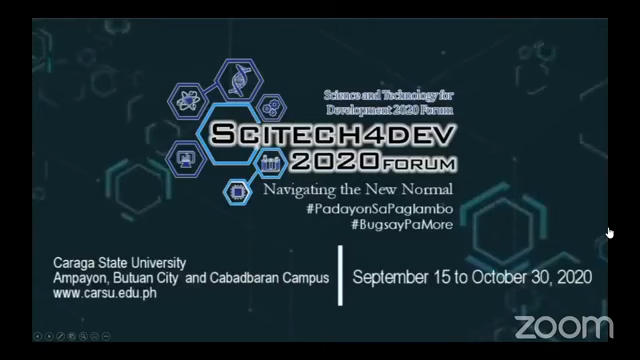 Science and Technology for
Development 2020 Forum
SCITECH4DEV
2020FORUM
Navigating the New Normal
#PadayonSaPaglambo
#BugsayPaMore
Caraga State University
Ampayon, Butuan City and Cabadbaran Campus
www.carsu.edu.ph
September 15 to October 30, 2020
zoom